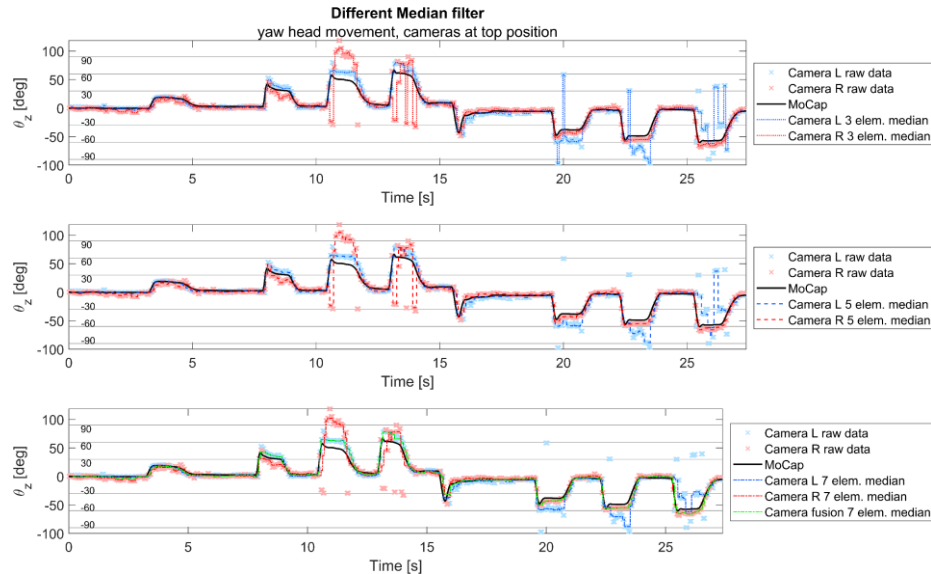 Different Median filter
yaw head movement, cameras at top position
100
50
0
-50
-100
θz [deg]
90
60
30
-30
-60
-90
0
5
10
15
20
25
Time [s]
Camera L raw data
Camera R raw data
MoCap
Camera L 3 elem. median
Camera R 3 elem. median
100
50
0
-50
-100
θz [deg]
90
60
30
-30
-60
-90
0
5
10
15
20
25
Time [s]
Camera L raw data
Camera R raw data
MoCap
Camera L 5 elem. median
Camera R 5 elem. median
100
50
0
-50
-100
θz [deg]
90
60
30
-30
-60
-90
0
5
10
15
20
25
Time [s]
Camera L raw data
Camera R raw data
MoCap
Camera L 7 elem. median
Camera R 7 elem. median
Camera fusion 7 elem. median